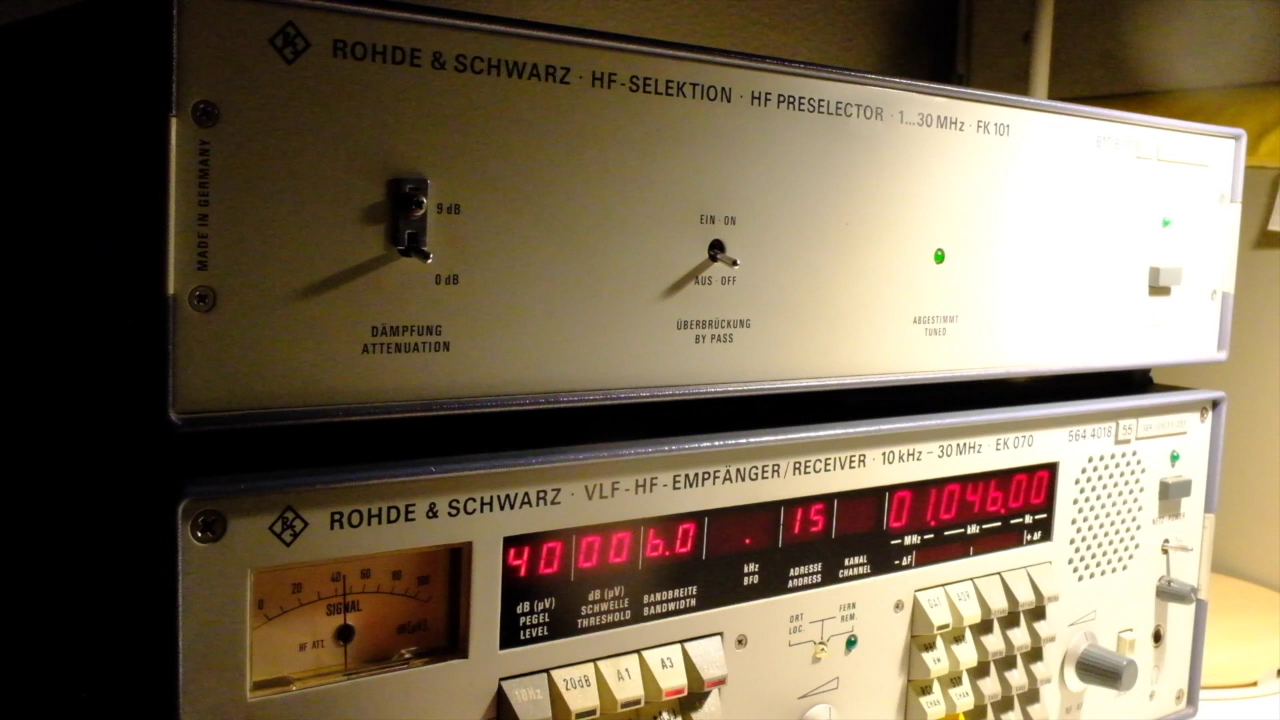 ROHDE & SCHWARZ · HF-SELEKTION · HF PRESELECTOR · 1...30 MHz · FK 101
MADE IN GERMANY
9 dB
0 dB
DÄMPFUNG
ATTENUATION
EIN · ON
AUS · OFF
ÜBERBRÜCKUNG
BY PASS
ABGESTIMMT
TUNED
ROHDE & SCHWARZ · VLF-HF-EMPFÄNGER/RECEIVER · 10 kHz – 30 MHz · EK 070
564.4018 55
0 20 40 60 80 100
SIGNAL
HF ATT.
40 00 6.0 . 15 01.046.00
dB (µV)
PEGEL
LEVEL
dB (µV)
SCHWELLE
THRESHOLD
BANDBREITE
BANDWIDTH
kHz
BFO
ADRESSE
ADDRESS
KANAL
CHANNEL
MHz kHz Hz
- ΔF + ΔF
ORT
LOC.
FERN
REM.
10Hz 20dB A1 A3